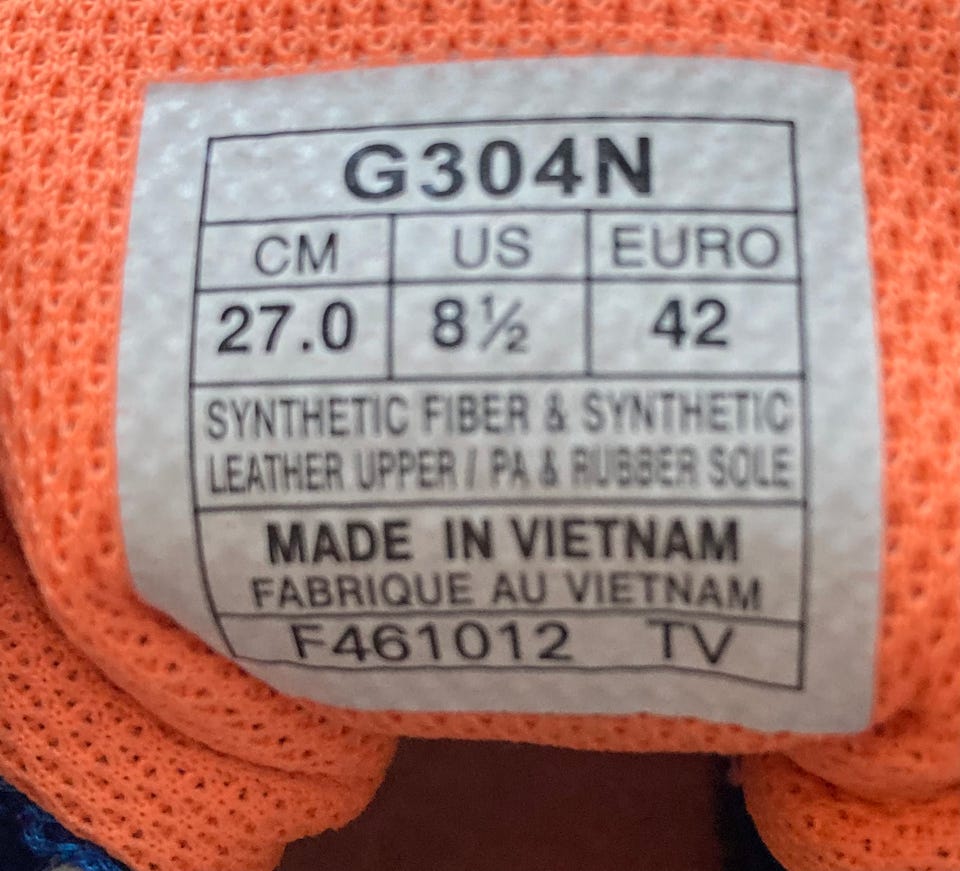 G304N
CM US EURO
27.0 8½ 42
SYNTHETIC FIBER & SYNTHETIC
LEATHER UPPER / PA & RUBBER SOLE
MADE IN VIETNAM
FABRIQUE AU VIETNAM
F461012 TV